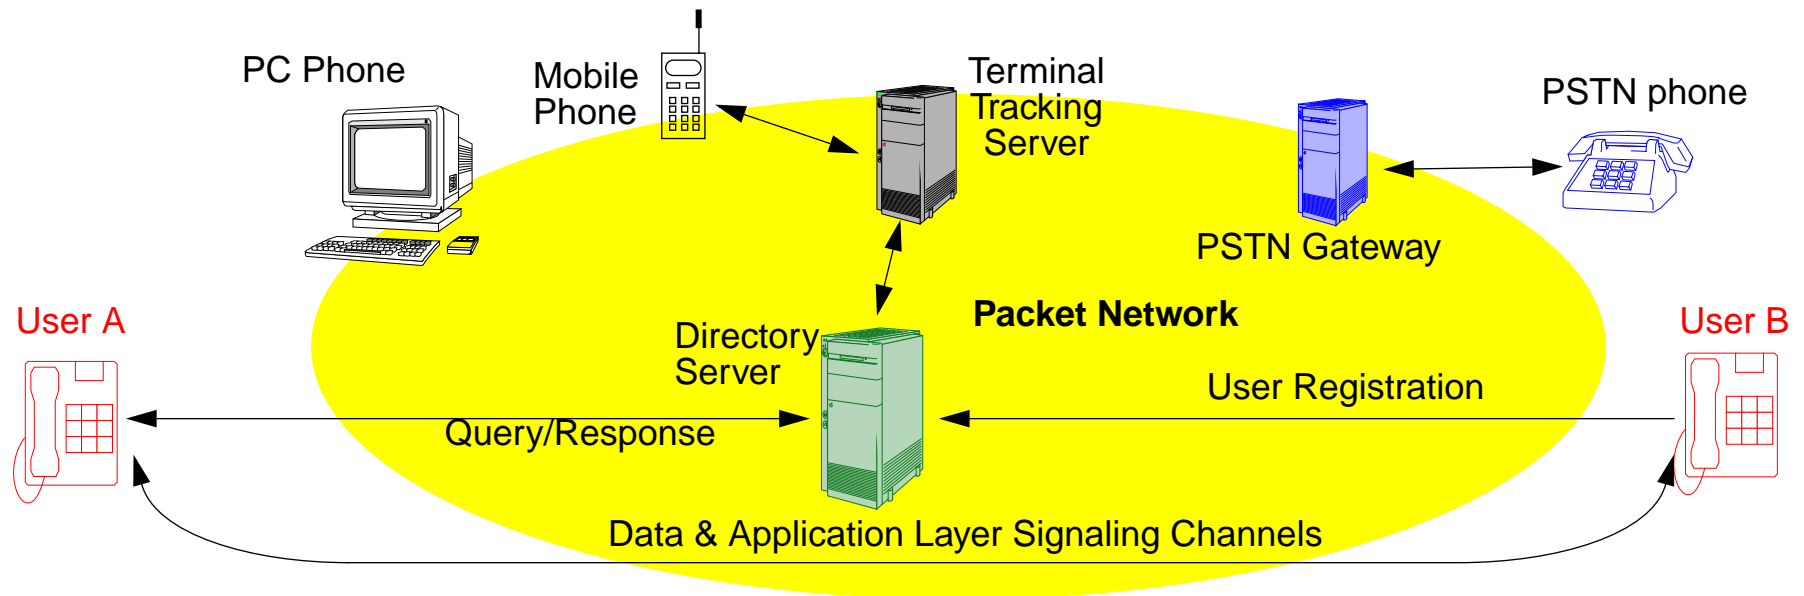 PC Phone
Mobile
Phone
Terminal
Tracking
Server
PSTN phone
PSTN Gateway
User A
Directory
Server
Packet Network
User B
User Registration
Query/Response
Data & Application Layer Signaling Channels